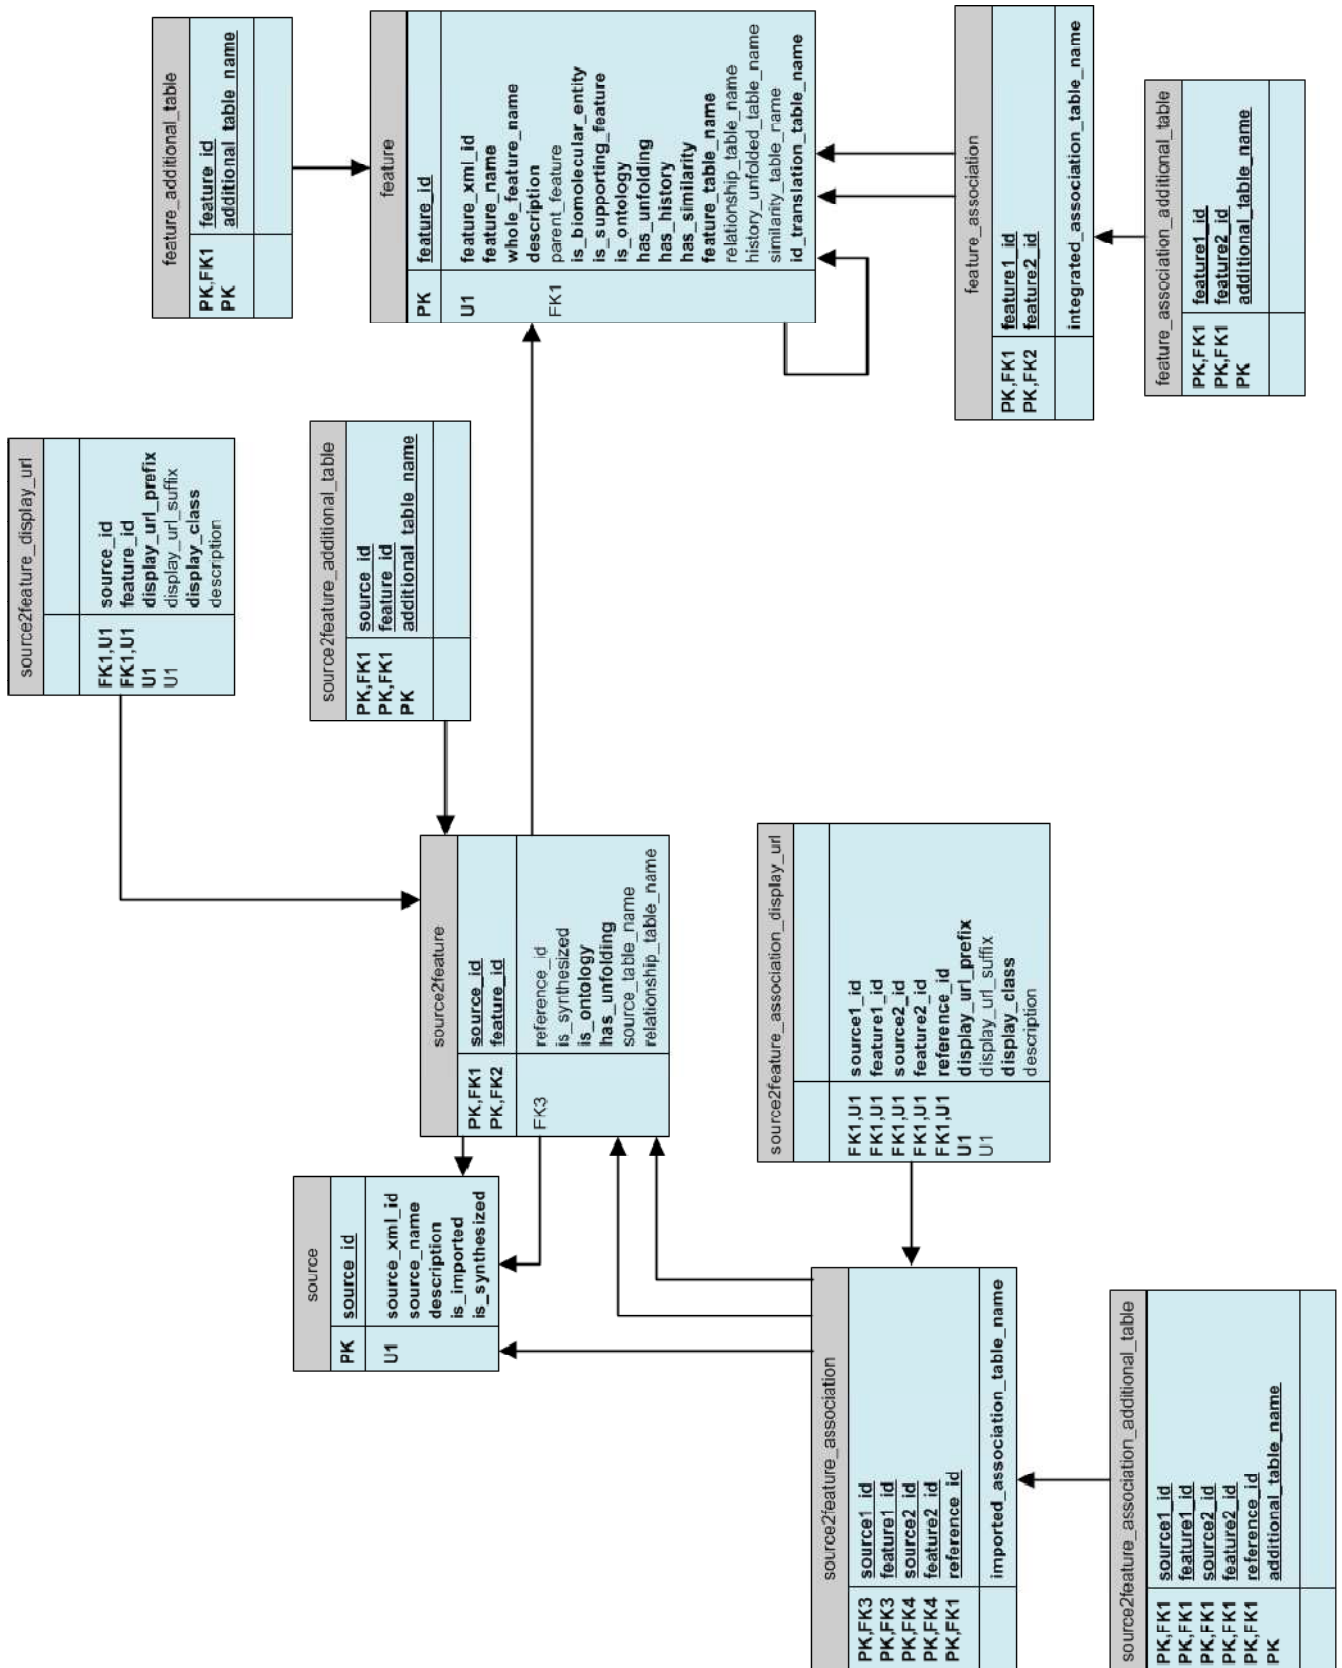 source2feature_display_url
FK1,U1 source_id
FK1,U1 feature_id
U1 display_url_prefix
U1 display_url_suffix
display_class
description
feature_additional_table
PK,FK1 feature_id
PK additional_table_name
source
PK source_id
U1 source_xml_id
source_name
description
is_imported
is_synthesized
source2feature_additional_table
PK,FK1 source_id
PK,FK1 feature_id
PK additional_table_name
feature
PK feature_id
U1 feature_xml_id
feature_name
whole_feature_name
description
FK1 parent_feature
is_biomolecular_entity
is_supporting_feature
is_ontology
has_unfolding
has_history
has_similarity
feature_table_name
relationship_table_name
history_unfolded_table_name
similarity_table_name
id_translation_table_name
source2feature
PK,FK1 source_id
PK,FK2 feature_id
FK3 reference_id
is_synthesized
is_ontology
has_unfolding
source_table_name
relationship_table_name
source2feature_association_display_url
FK1,U1 source1_id
FK1,U1 feature1_id
FK1,U1 source2_id
FK1,U1 feature2_id
FK1,U1 reference_id
U1 display_url_prefix
U1 display_url_suffix
display_class
description
source2feature_association
PK,FK3 source1_id
PK,FK3 feature1_id
PK,FK4 source2_id
PK,FK4 feature2_id
PK,FK1 reference_id
imported_association_table_name
feature_association
PK,FK1 feature1_id
PK,FK2 feature2_id
integrated_association_table_name
source2feature_association_additional_table
PK,FK1 source1_id
PK,FK1 feature1_id
PK,FK1 source2_id
PK,FK1 feature2_id
PK,FK1 reference_id
PK additional_table_name
feature_association_additional_table
PK,FK1 feature1_id
PK,FK1 feature2_id
PK additional_table_name